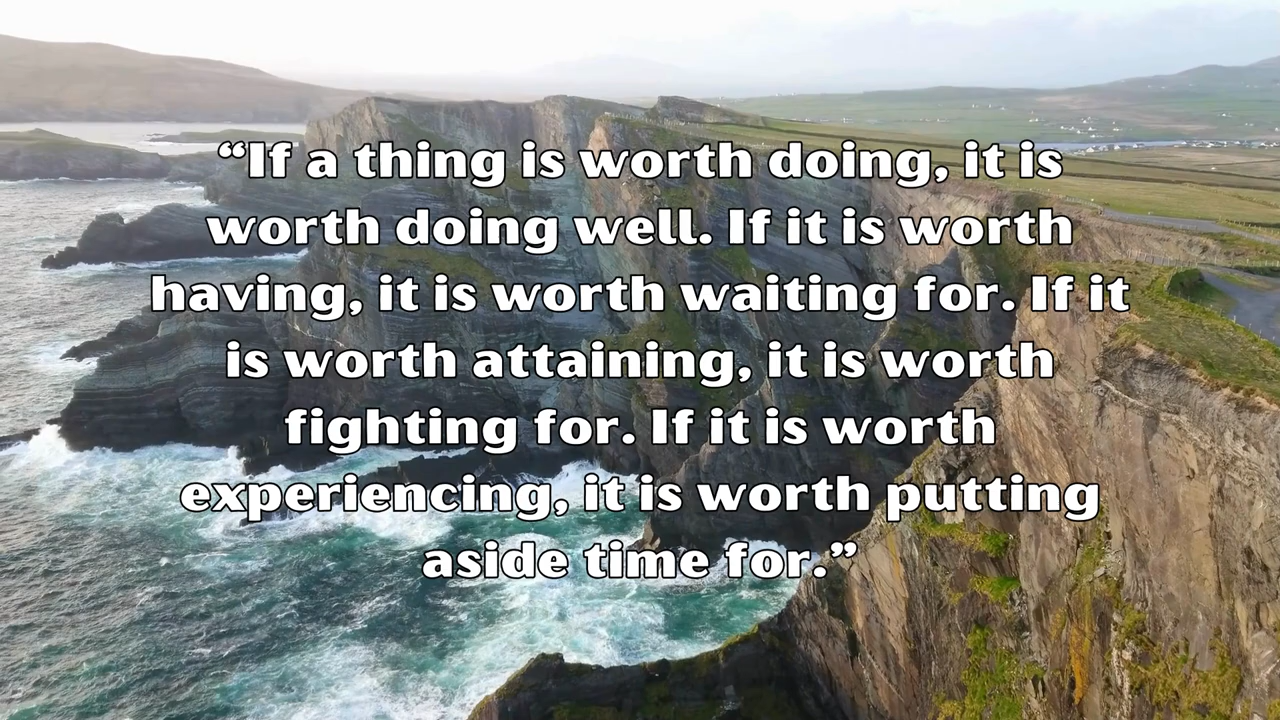 “If a thing is worth doing, it is
worth doing well. If it is worth
having, it is worth waiting for. If it
is worth attaining, it is worth
fighting for. If it is worth
experiencing, it is worth putting
aside time for.”